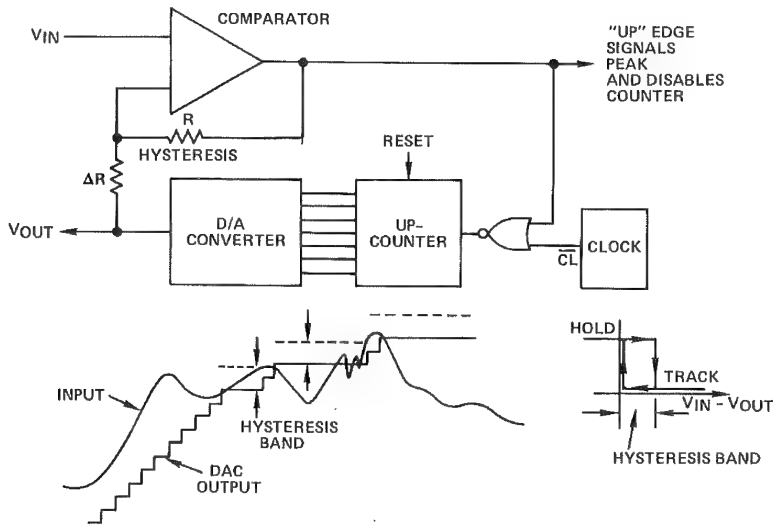 COMPARATOR
VIN
"UP" EDGE
SIGNALS
PEAK
AND DISABLES
COUNTER
R
HYSTERESIS
RESET
ΔR
D/A
CONVERTER
UP-
COUNTER
VOUT
CL
CLOCK
HOLD
TRACK
INPUT
VIN - VOUT
HYSTERESIS
BAND
DAC
OUTPUT
HYSTERESIS BAND